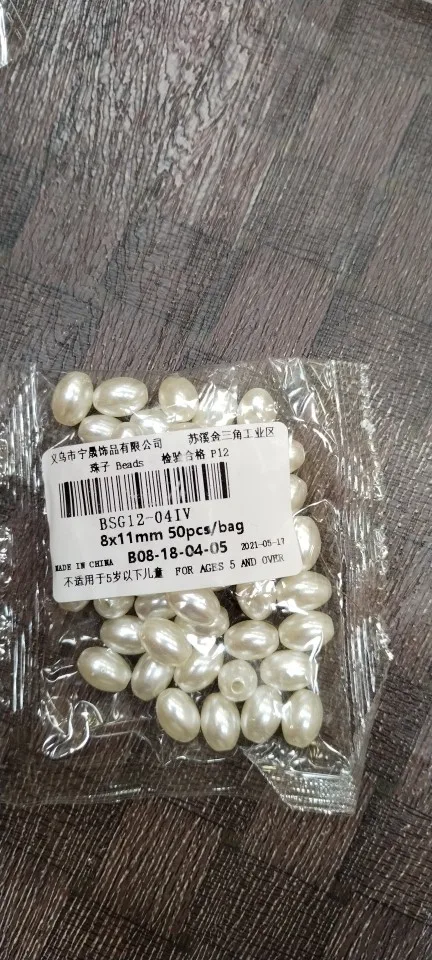 义乌市宁晟饰品有限公司 苏溪金三角工业区
珠子 Beads 检验合格 P12
BSG12-04IV
8x11mm 50pcs/bag
B08-18-04-05 2021-05-17
MADE IN CHINA
不适用于5岁以下儿童 FOR AGES 5 AND OVER